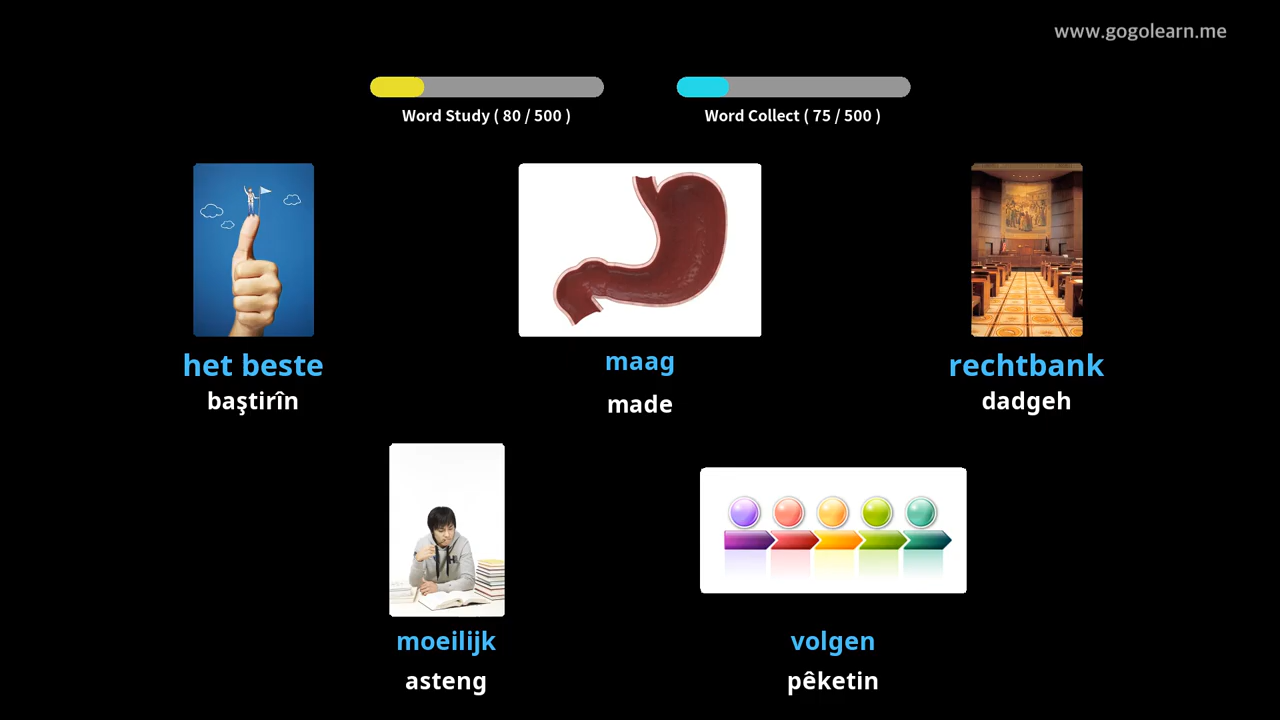 www.gogolearn.me
Word Study ( 80 / 500 )
Word Collect ( 75 / 500 )
het beste
baştirîn
maag
made
rechtbank
dadgeh
moeilijk
asteng
volgen
pêketin